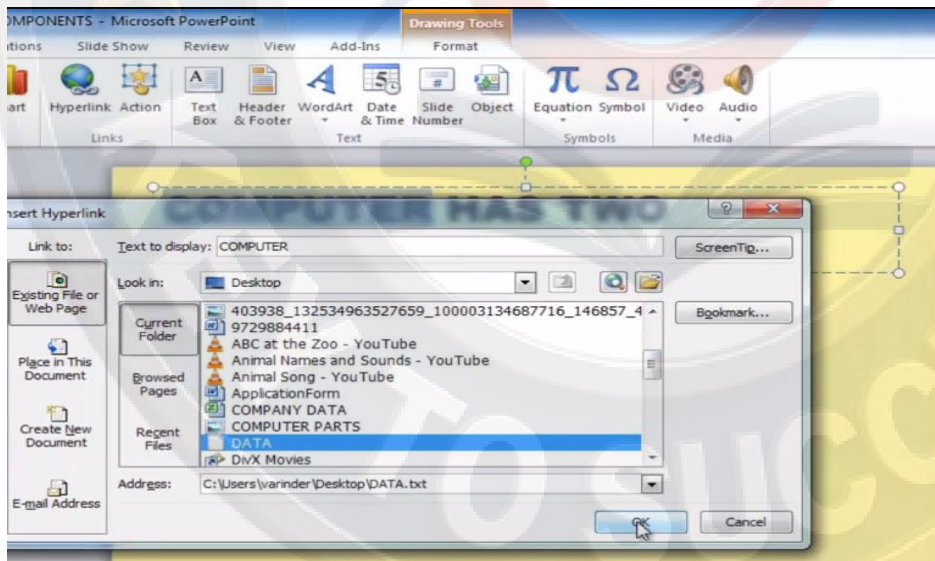 OMPONENTS - Microsoft PowerPoint
Drawing Tools
tions Slide Show Review View Add-Ins Format
art Hyperlink Action Text Box Header & Footer WordArt Date & Time Slide Number Object Equation Symbol Video Audio
Links Text Symbols Media
COMPUTER HAS TWO
nsert Hyperlink
Link to: Text to display: COMPUTER ScreenTip...
Existing File or Web Page
Look in: Desktop
Bookmark...
Current Folder
403938_132534963527659_100003134687716_146857_4
9729884411
ABC at the Zoo - YouTube
Animal Names and Sounds - YouTube
Place in This Document
Browsed Pages
Animal Song - YouTube
ApplicationForm
COMPANY DATA
Create New Document
Recent Files
COMPUTER PARTS
DATA
DivX Movies
E-mail Address
Address: C:\Users\varinder\Desktop\DATA.txt
OK Cancel
TO SUCC